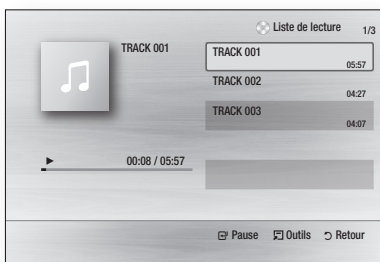 Liste de lecture 1/3
TRACK 001
TRACK 001
05:57
TRACK 002
04:27
TRACK 003
04:07
00:08 / 05:57
Pause Outils Retour